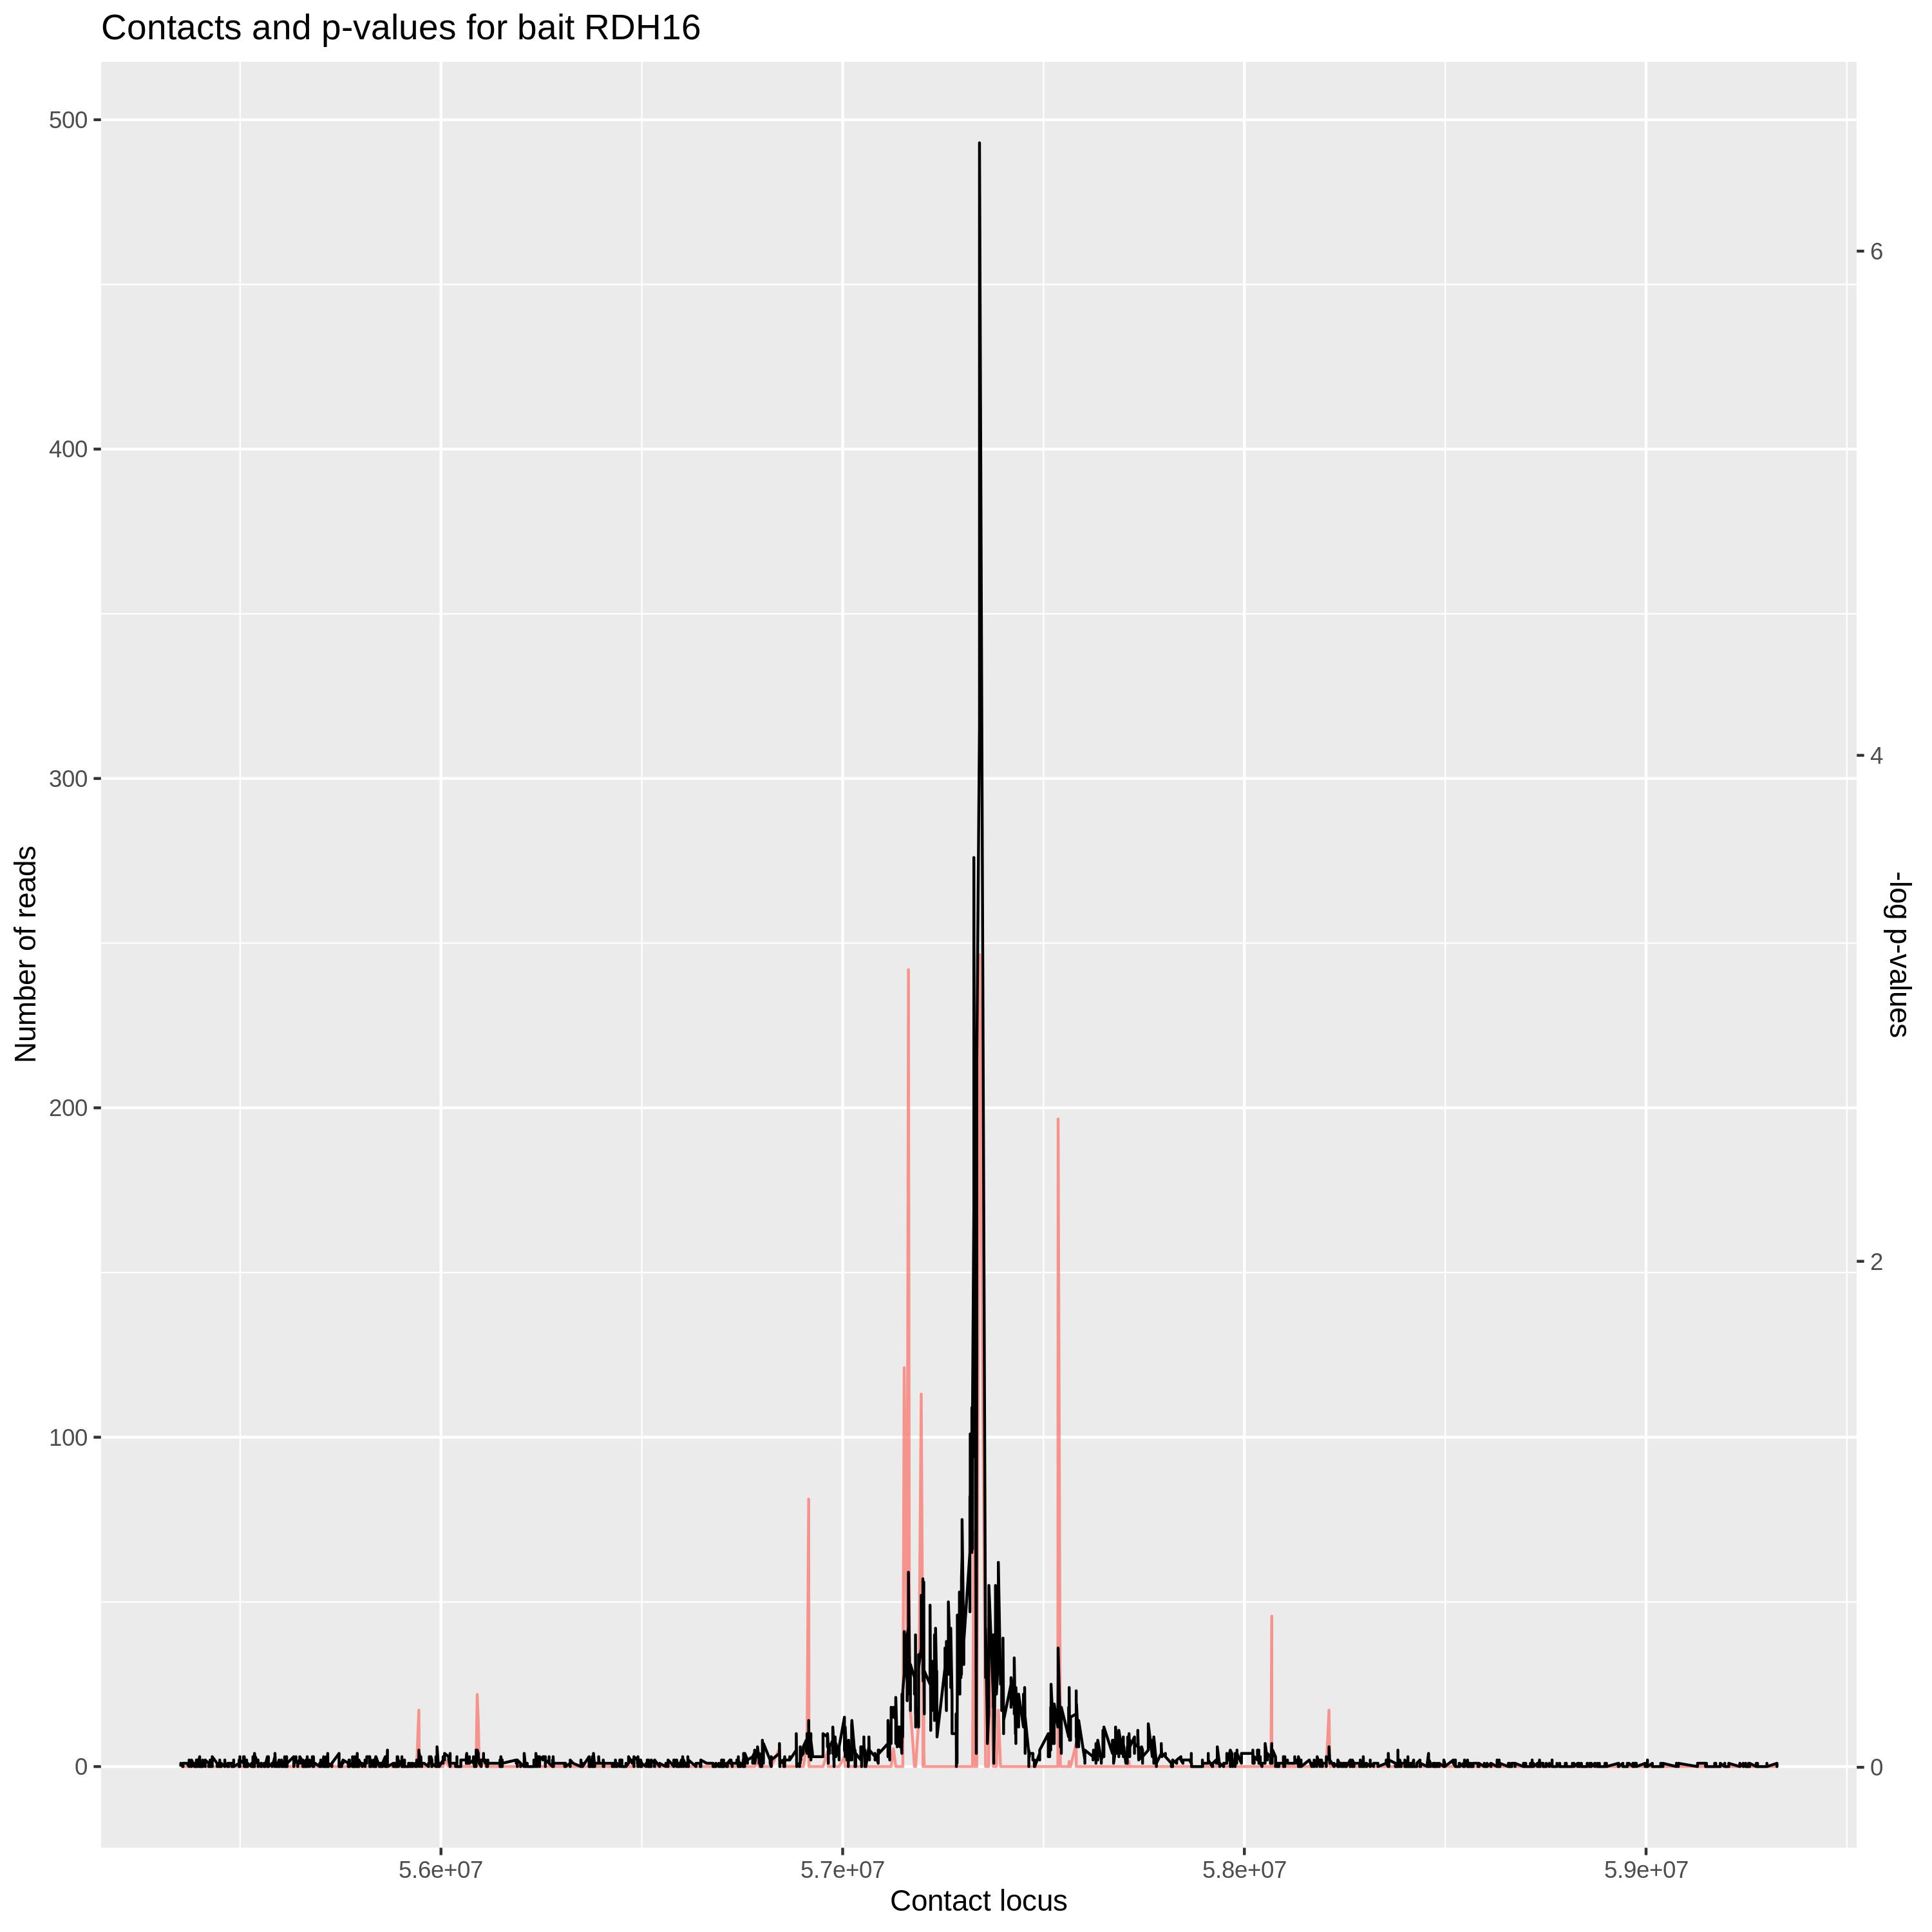 Contacts and p-values for bait RDH16
500
400
300
200
100
0
6
4
2
0
Number of reads
-log p-values
5.6e+07 5.7e+07 5.8e+07 5.9e+07
Contact locus